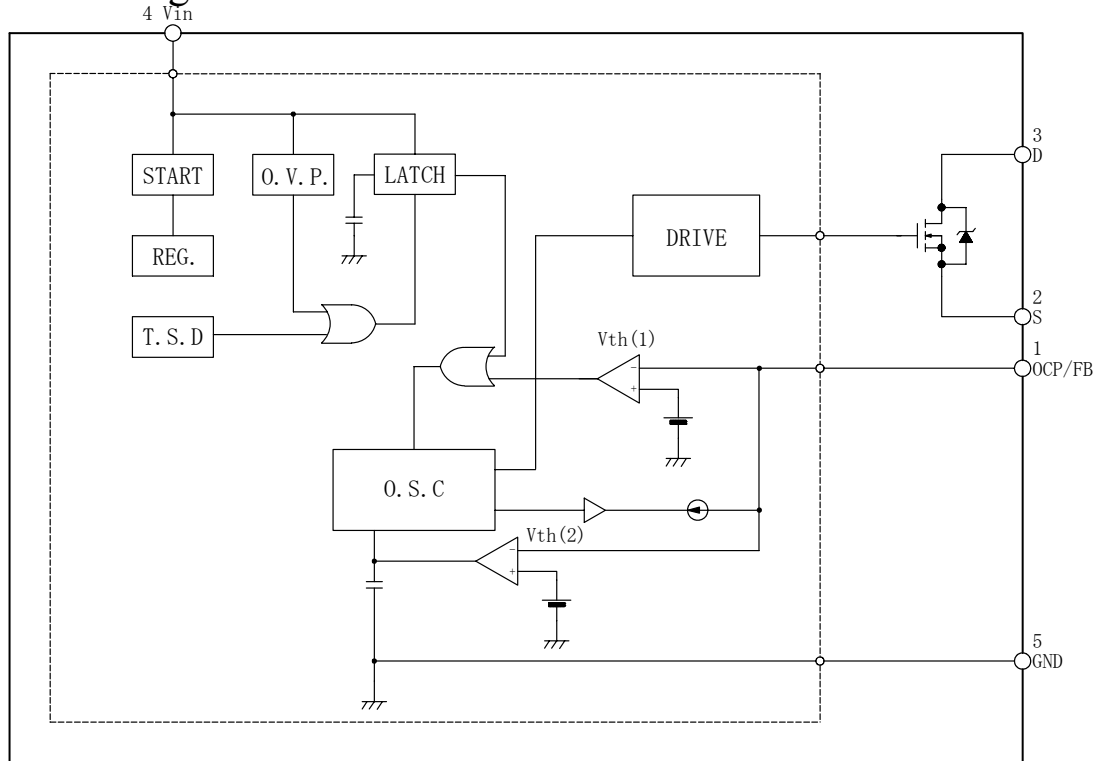 4 Vin
START
O.V.P.
LATCH
REG.
T.S.D
DRIVE
3
D
2
S
1
OCP/FB
Vth(1)
-
+
O.S.C
Vth(2)
-
+
5
GND